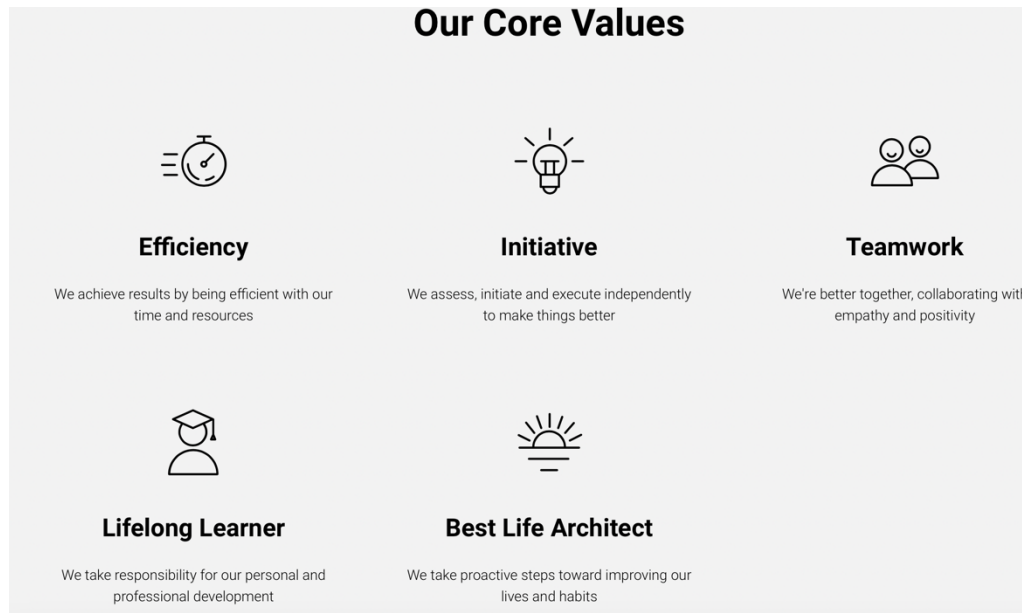 Our Core Values
Efficiency
We achieve results by being efficient with our
time and resources
Initiative
We assess, initiate and execute independently
to make things better
Teamwork
We're better together, collaborating wit
empathy and positivity
Lifelong Learner
We take responsibility for our personal and
professional development
Best Life Architect
We take proactive steps toward improving our
lives and habits